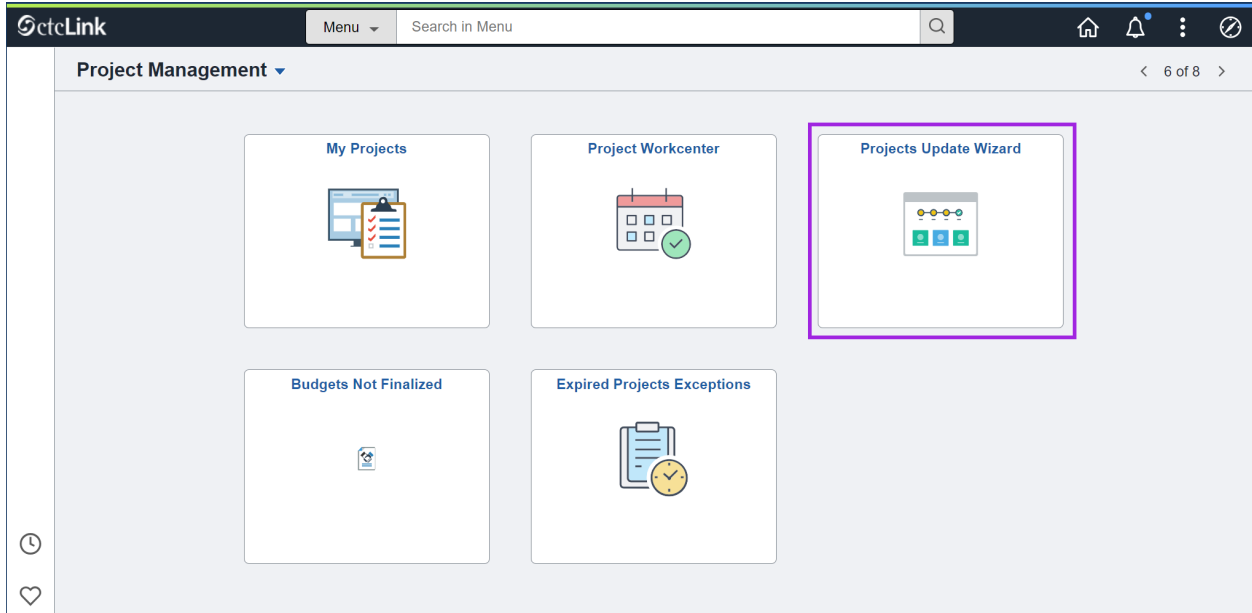 ctcLink
Menu
Search in Menu
Project Management
6 of 8
My Projects
Project Workcenter
Projects Update Wizard
Budgets Not Finalized
Expired Projects Exceptions